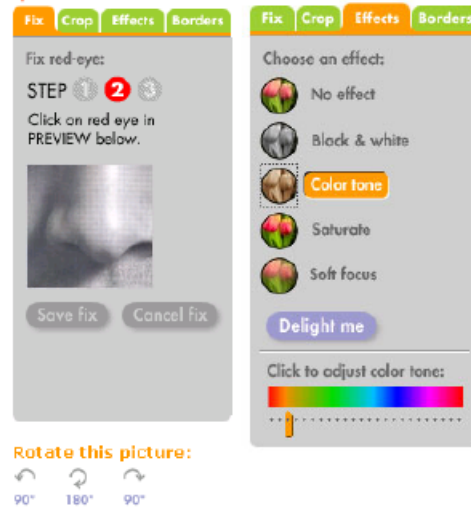 Fix Crop Effects Borders
Fix red-eye:
STEP 1 2 3
Click on red eye in
PREVIEW below.
Save fix Cancel fix
Rotate this picture:
90° 180° 90°
Fix Crop Effects Borders
Choose an effect:
No effect
Black & white
Color tone
Saturate
Soft focus
Delight me
Click to adjust color tone: